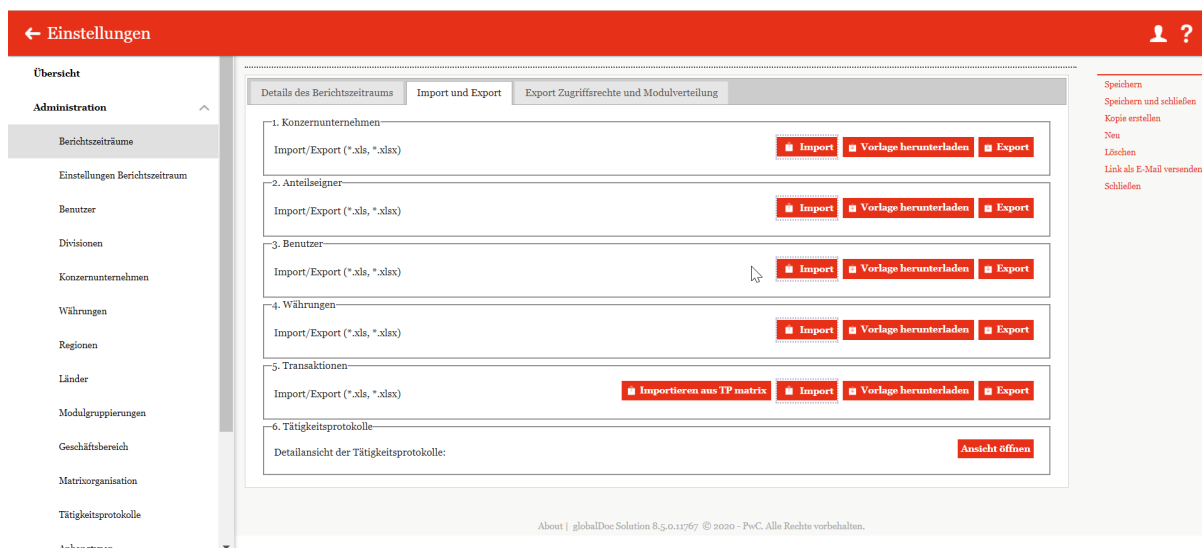 Einstellungen
?
Übersicht
Administration
Berichtszeiträume
Einstellungen Berichtszeitraum
Benutzer
Divisionen
Konzernunternehmen
Währungen
Regionen
Länder
Modulgruppierungen
Geschäftsbereich
Matrixorganisation
Tätigkeitsprotokolle
Details des Berichtszeitraums
Import und Export
Export Zugriffsrechte und Modulverteilung
1. Konzernunternehmen
Import/Export (*.xls, *.xlsx)
Import
Vorlage herunterladen
Export
2. Anteilseigner
Import/Export (*.xls, *.xlsx)
Import
Vorlage herunterladen
Export
3. Benutzer
Import/Export (*.xls, *.xlsx)
Import
Vorlage herunterladen
Export
4. Währungen
Import/Export (*.xls, *.xlsx)
Import
Vorlage herunterladen
Export
5. Transaktionen
Import/Export (*.xls, *.xlsx)
Importieren aus TP matrix
Import
Vorlage herunterladen
Export
6. Tätigkeitsprotokolle
Detailansicht der Tätigkeitsprotokolle:
Ansicht öffnen
About | globalDoc Solution 8.5.0.11767 © 2020 - PwC. Alle Rechte vorbehalten.
Speichern
Speichern und schließen
Kopie erstellen
Neu
Löschen
Link als E-Mail versenden
Schließen